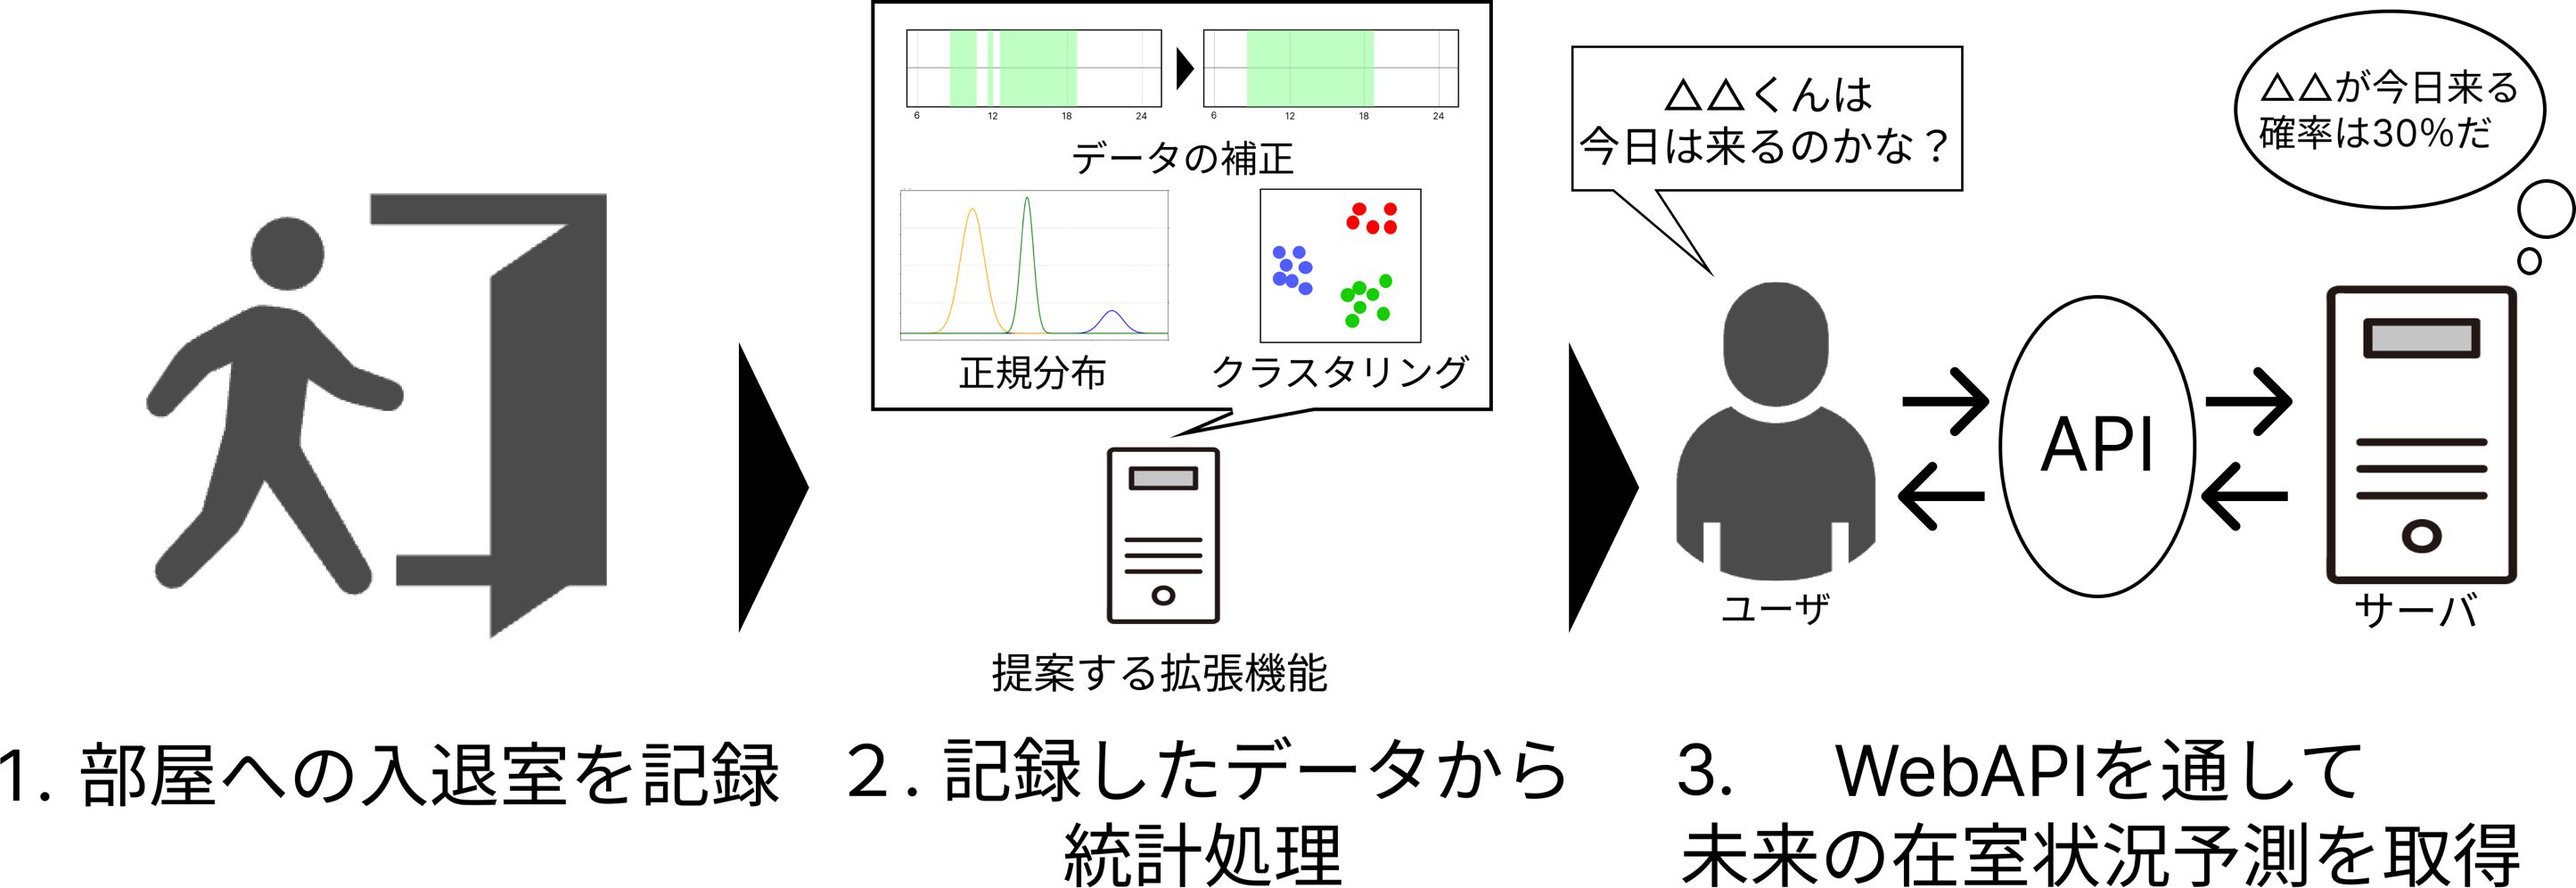 6 12 18 24
6 12 18 24
データの補正
正規分布
クラスタリング
提案する拡張機能
△△くんは
今日は来るのかな？
△△が今日来る
確率は30%だ
API
ユーザ
サーバ
1. 部屋への入退室を記録
２. 記録したデータから
統計処理
3. WebAPIを通して
未来の在室状況予測を取得